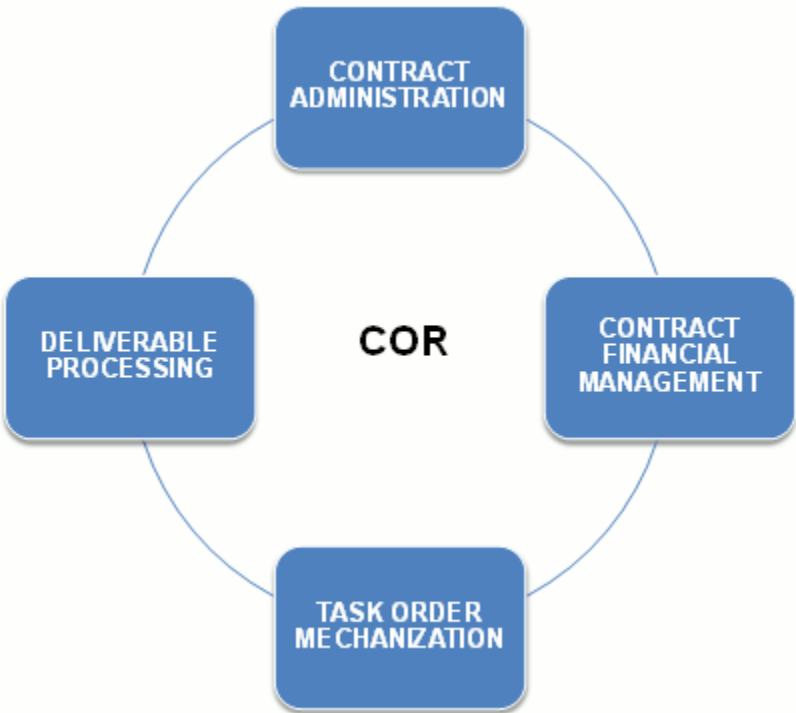 CONTRACT
ADMINISTRATION
DELIVERABLE
PROCESSING
COR
CONTRACT
FINANCIAL
MANAGEMENT
TASK ORDER
MECHANIZATION